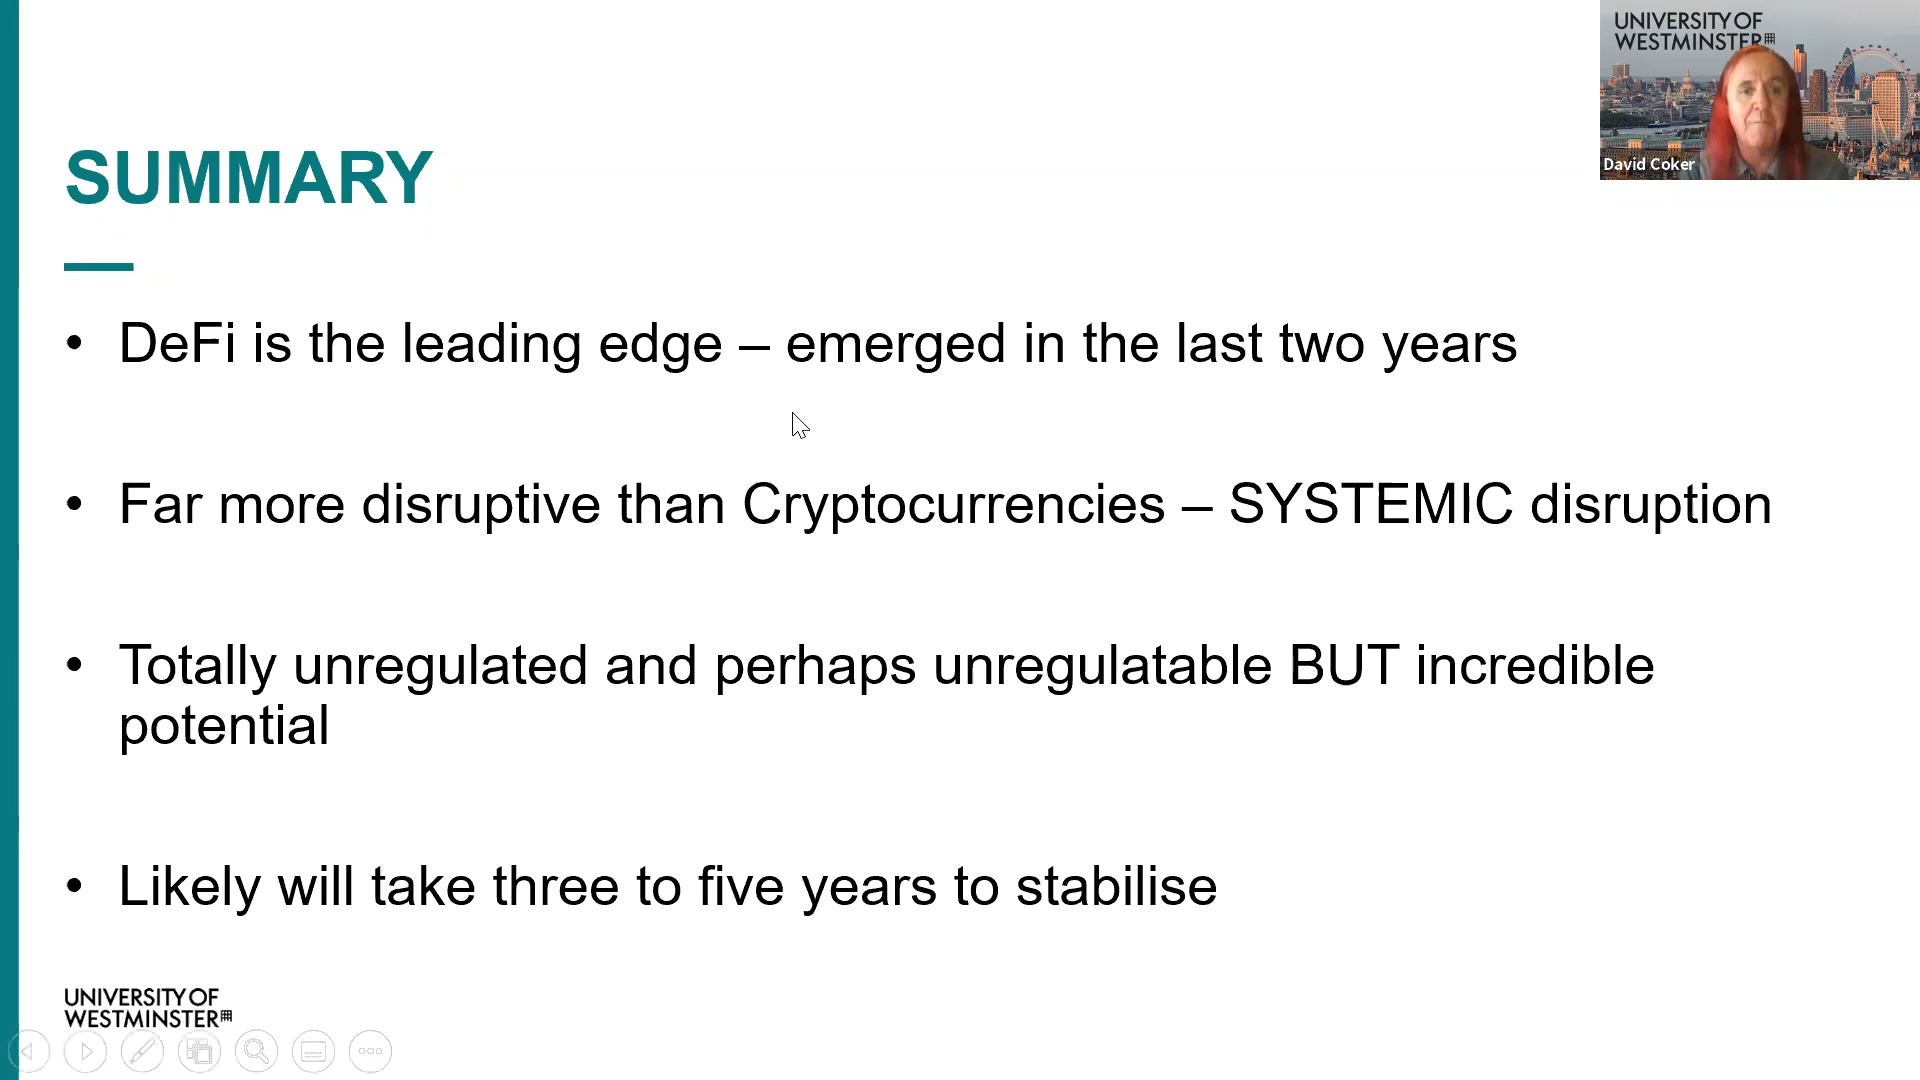 UNIVERSITY OF
WESTMINSTER
David Coker
SUMMARY
• DeFi is the leading edge – emerged in the last two years
• Far more disruptive than Cryptocurrencies – SYSTEMIC disruption
• Totally unregulated and perhaps unregulatable BUT incredible
potential
• Likely will take three to five years to stabilise
UNIVERSITY OF
WESTMINSTER